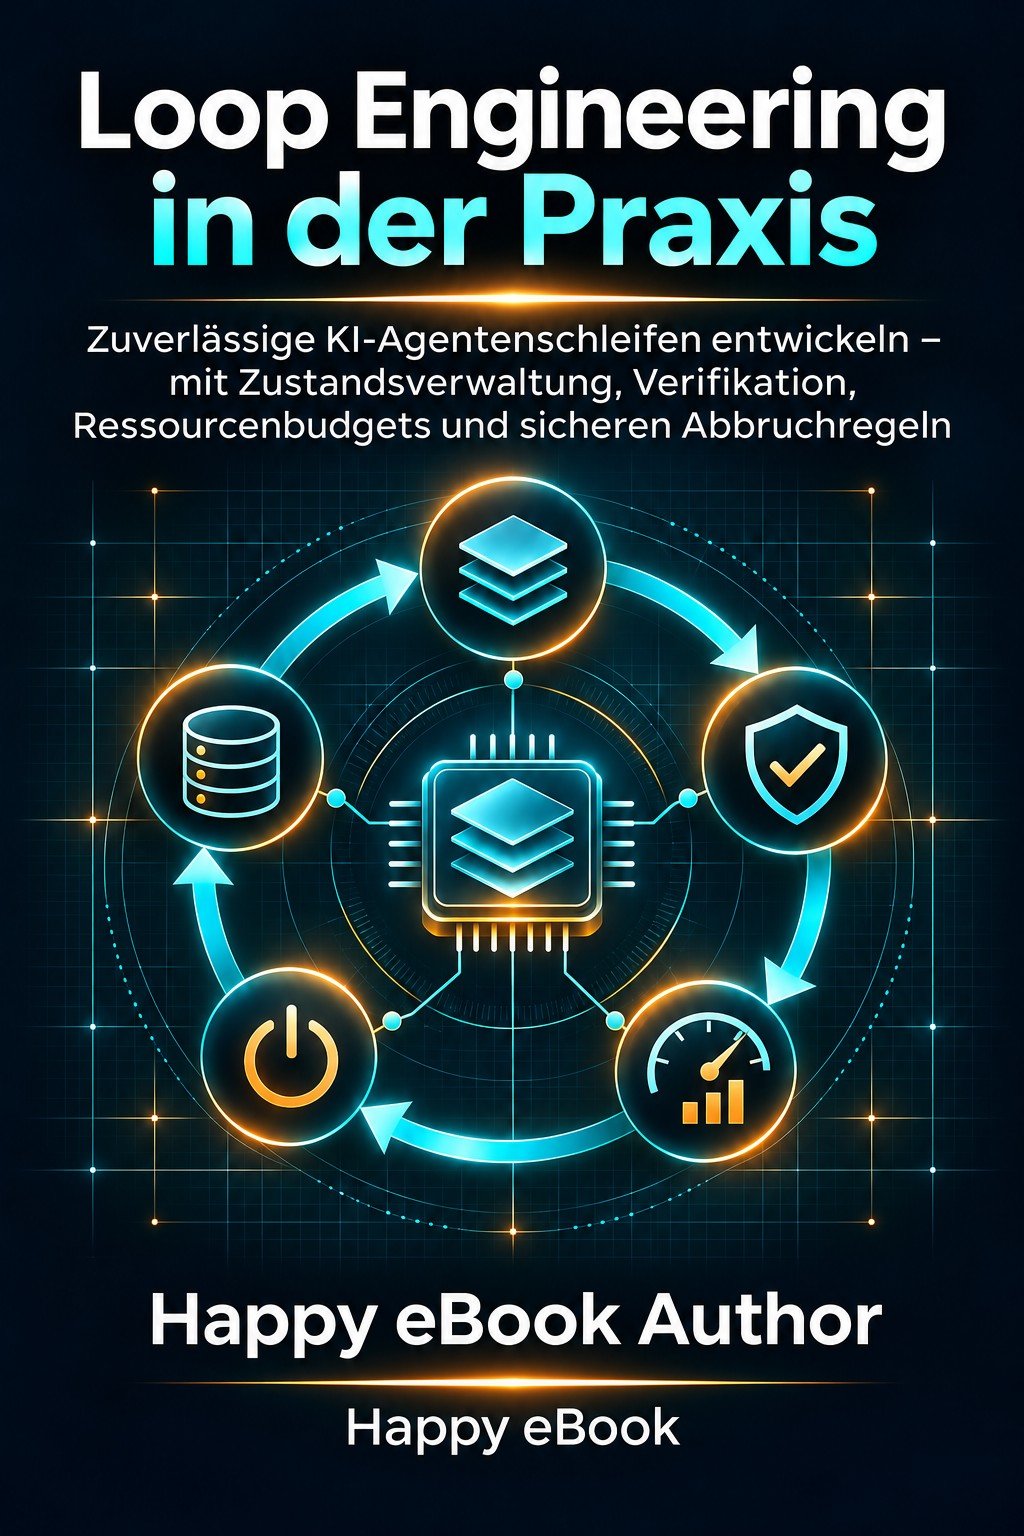 Loop Engineering
in der Praxis
Zuverlässige KI-Agentenschleifen entwickeln –
mit Zustandsverwaltung, Verifikation,
Ressourcenbudgets und sicheren Abbruchregeln
Happy eBook Author
Happy eBook